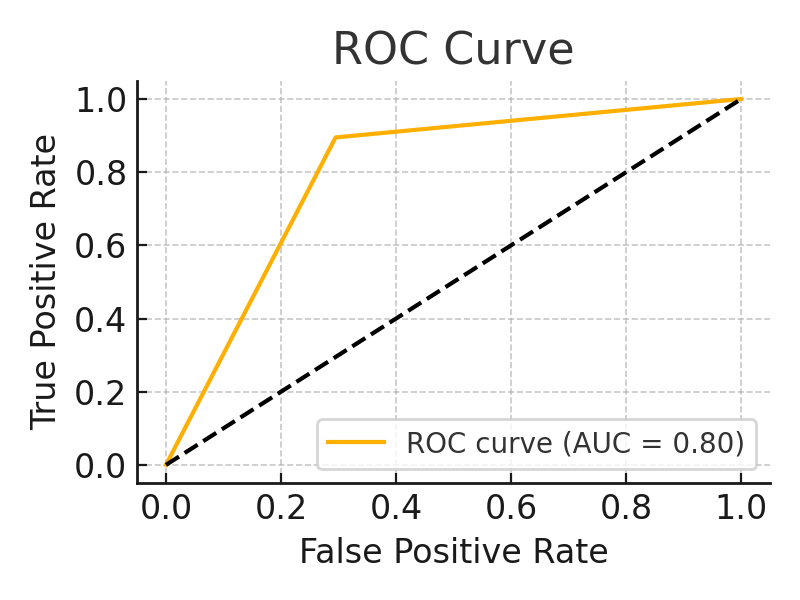 ROC Curve
True Positive Rate
1.0
0.8
0.6
0.4
0.2
0.0
ROC curve (AUC = 0.80)
0.0 0.2 0.4 0.6 0.8 1.0
False Positive Rate